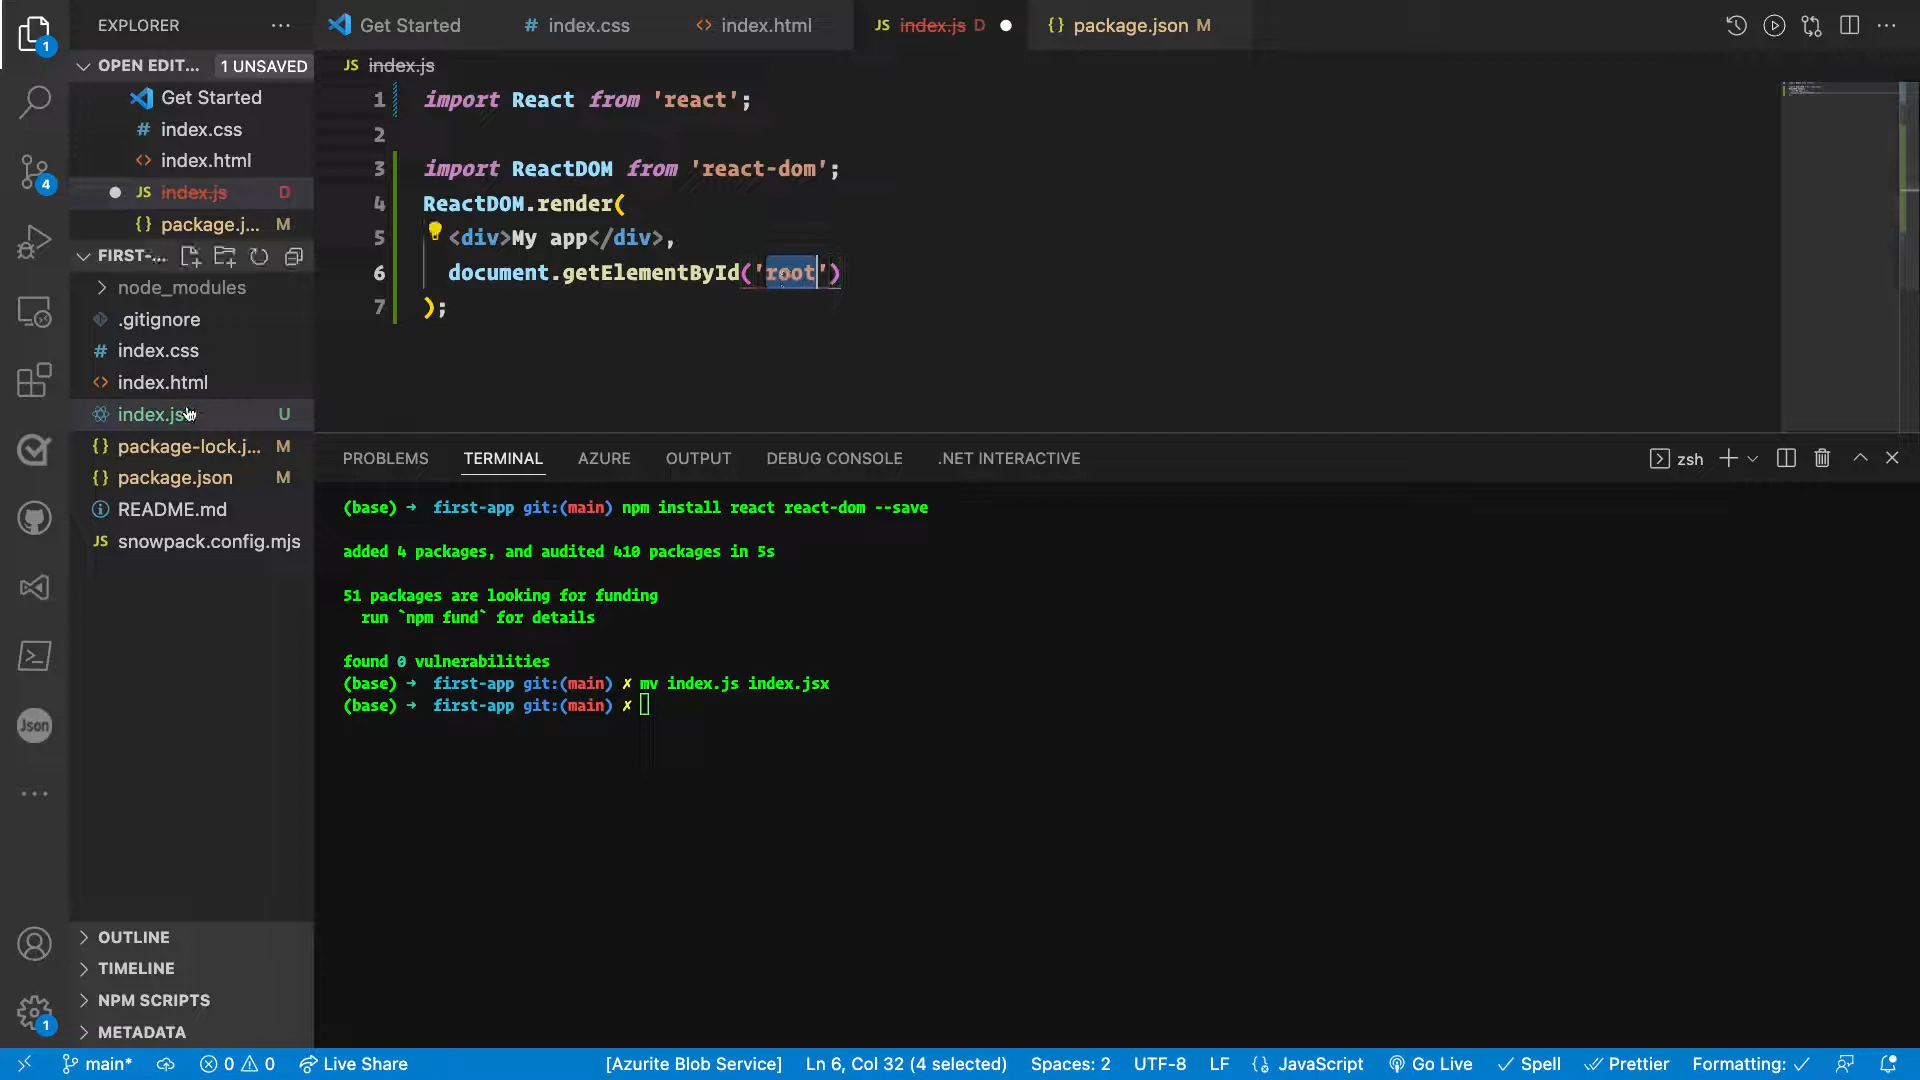 EXPLORER
Get Started
index.css
index.html
index.js D
package.json M
OPEN EDIT... 1 UNSAVED
Get Started
index.css
index.html
index.js D
package.j... M
FIRST-...
node_modules
.gitignore
index.css
index.html
index.js U
package-lock.j... M
package.json M
README.md
snowpack.config.mjs
OUTLINE
TIMELINE
NPM SCRIPTS
METADATA
JS index.js
1 import React from 'react';
2
3 import ReactDOM from 'react-dom';
4 ReactDOM.render(
5 <div>My app</div>,
6 document.getElementById('root')
7 );
PROBLEMS TERMINAL AZURE OUTPUT DEBUG CONSOLE .NET INTERACTIVE
zsh
(base) → first-app git:(main) npm install react react-dom --save
added 4 packages, and audited 410 packages in 5s
51 packages are looking for funding
run `npm fund` for details
found 0 vulnerabilities
(base) → first-app git:(main) ✗ mv index.js index.jsx
(base) → first-app git:(main) ✗
1
4
Json
1
main* 0 0 Live Share [Azurite Blob Service] Ln 6, Col 32 (4 selected) Spaces: 2 UTF-8 LF JavaScript Go Live Spell Prettier Formatting: ✓